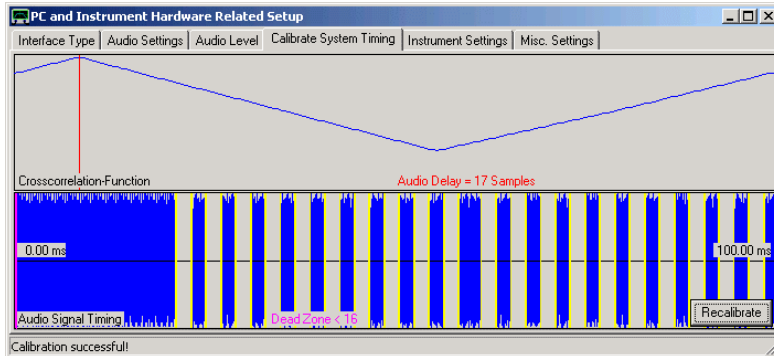 PC and Instrument Hardware Related Setup
Interface Type Audio Settings Audio Level Calibrate System Timing Instrument Settings Misc. Settings
Crosscorrelation-Function Audio Delay = 17 Samples
0.00 ms 100.00 ms
Audio Signal Timing Dead Zone < 16 Recalibrate
Calibration successful!